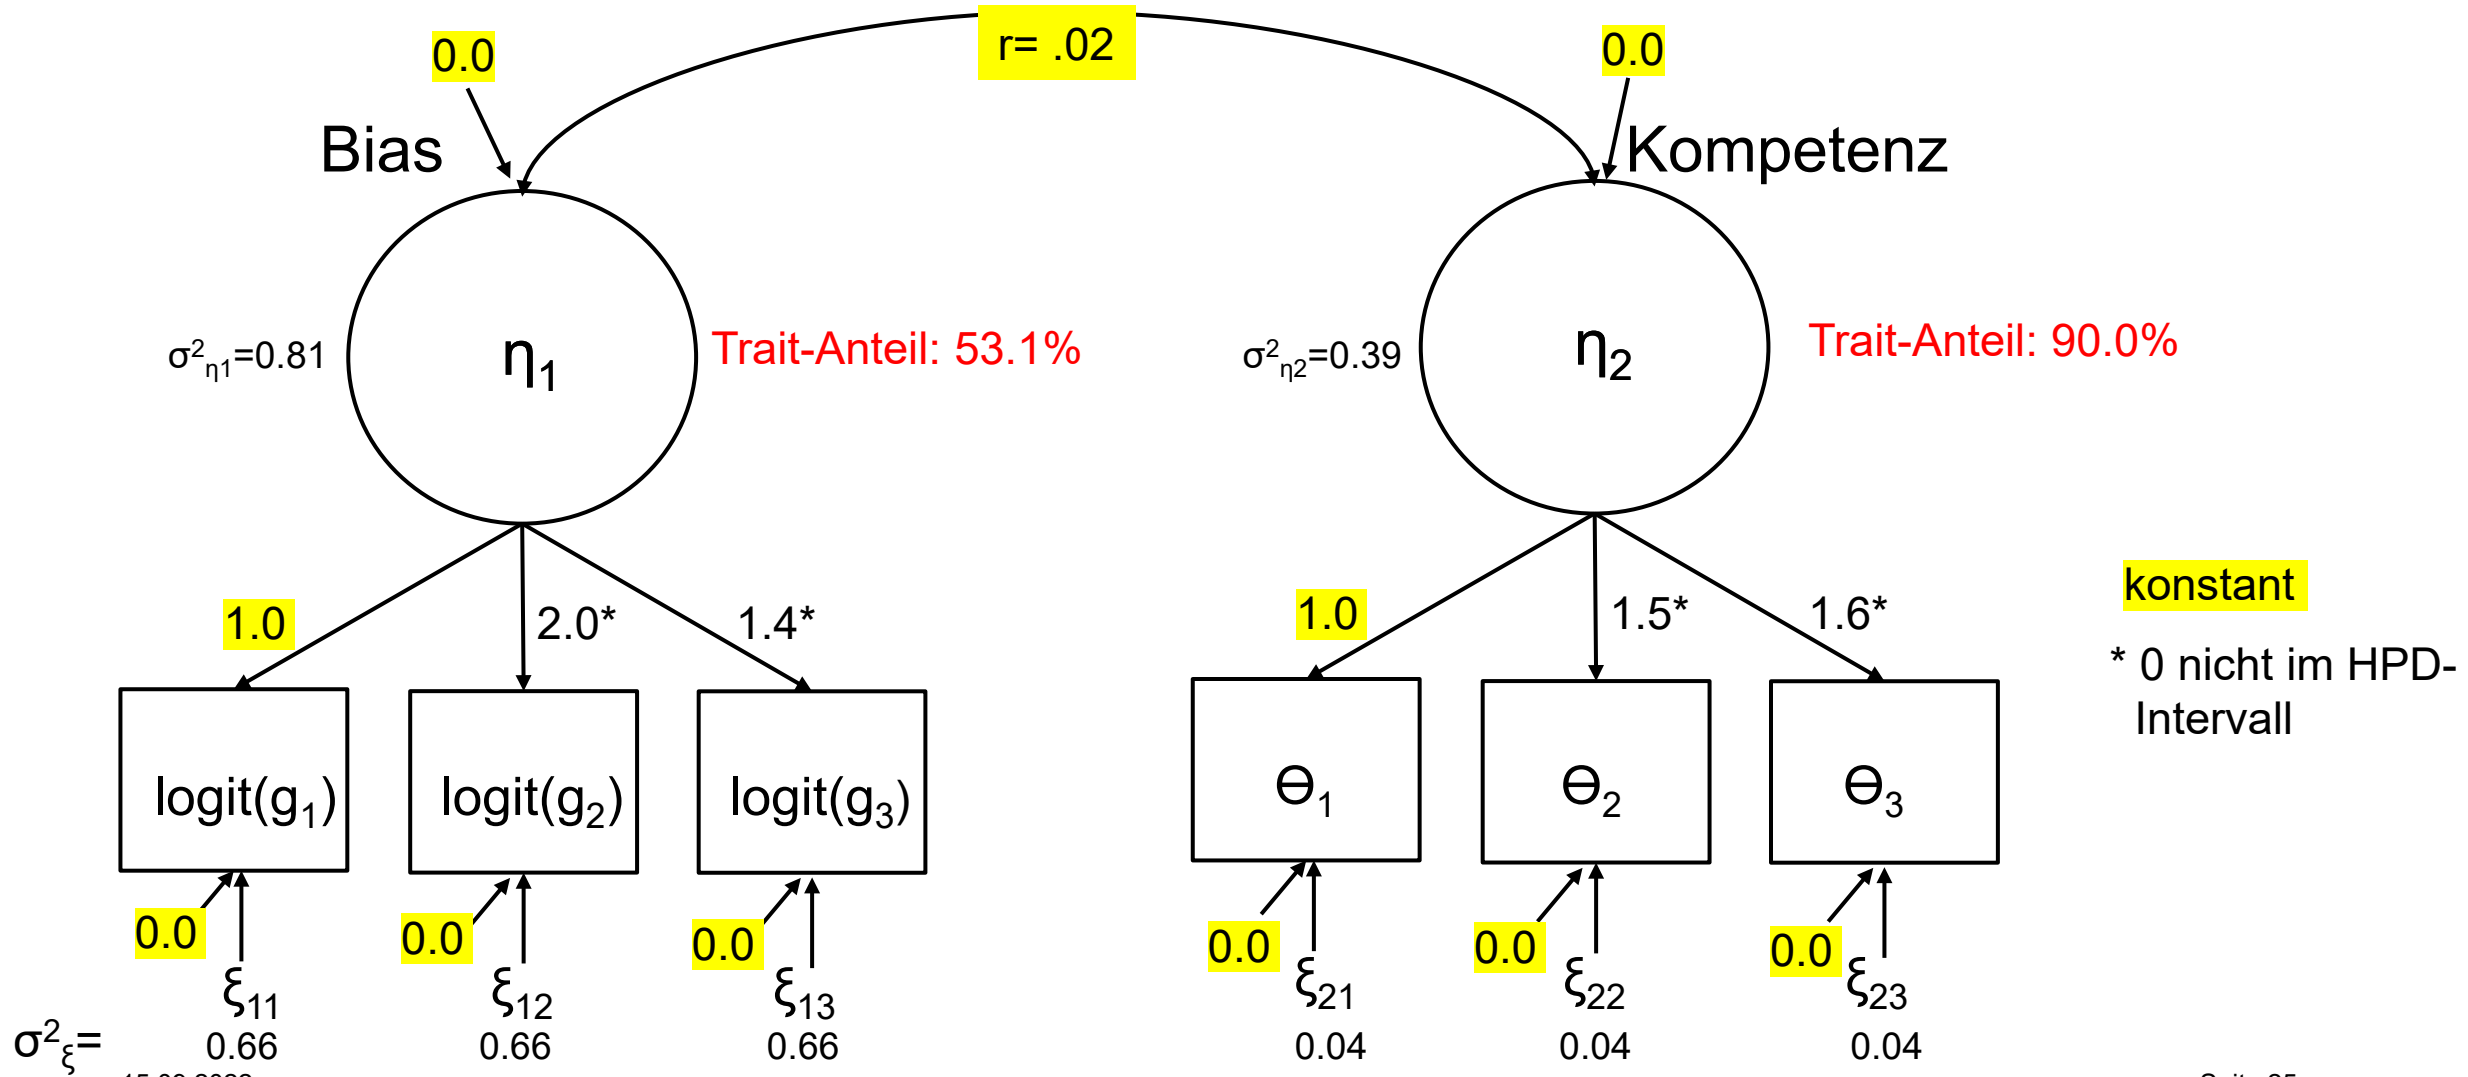 r= .02
0.0
0.0
Bias
Kompetenz
σ²η1=0.81
η1
Trait-Anteil: 53.1%
σ²η2=0.39
η2
Trait-Anteil: 90.0%
1.0
2.0*
1.4*
1.0
1.5*
1.6*
konstant
* 0 nicht im HPD-
Intervall
logit(g1)
logit(g2)
logit(g3)
Θ1
Θ2
Θ3
0.0
0.0
0.0
0.0
0.0
0.0
ξ11
ξ12
ξ13
ξ21
ξ22
ξ23
σ²ξ=
0.66
0.66
0.66
0.04
0.04
0.04